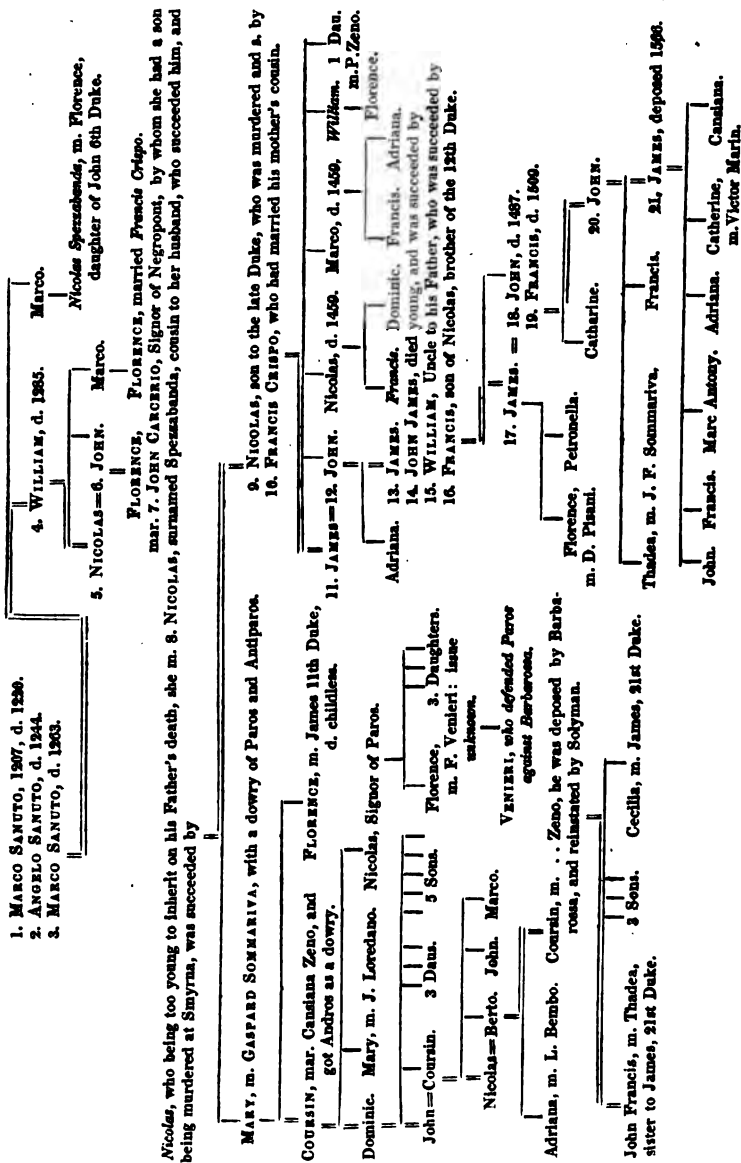 1. MARCO SANUTO, 1207, d. 1220.
2. ANGELO SANUTO, d. 1244.
3. MARCO SANUTO, d. 1263.
4. WILLIAM, d. 1285. Marco.
5. NICOLAS=6. JOHN. Marco. Nicolas Spezzabanda, m. Florence,
daughter of John 6th Duke.
FLORENCE, FLORENCE, married Francis Crispo.
mar. 7. JOHN CARCERIO, Signor of Negropont, by whom she had a son
Nicolas, who being too young to inherit on his Father's death, she m. 8. NICOLAS, surnamed Spezzabanda, cousin to her husband, who succeeded him, and
being murdered at Smyrna, was succeeded by
MARY, m. GASPARD SOMMARIVA, with a dowry of Paros and Antiparos.
9. NICOLAS, son to the late Duke, who was murdered and s. by
10. FRANCIS CRISPO, who had married his mother's cousin.
COURSIN, mar. Cansiana Zeno, and
got Andros as a dowry.
FLORENCE, m. James 11th Duke,
d. childless.
11. JAMES=12. JOHN. Nicolas, d. 1459. Marco, d. 1459. William. 1 Dau.
m. P. Zeno.
Dominic. Mary, m. J. Loredano. Nicolas, Signor of Paros.
Adriana. 13. JAMES. Francis. Dominic. Francis. Adriana. Florence.
14. JOHN JAMES, died young, and was succeeded by
15. WILLIAM, Uncle to his Father, who was succeeded by
16. FRANCIS, son of Nicolas, brother of the 12th Duke.
John=Coursin. 3 Daus. 5 Sons.
Florence, 3. Daughters.
m. F. Venieri: issue
unknown.
VENIERI, who defended Paros
against Barbarossa.
17. JAMES. = 18. JOHN, d. 1487.
19. FRANCIS, d. 1509.
Nicolas=Berto. John. Marco.
Florence, Petronella.
m. D. Pisani.
Catharine. 20. JOHN.
Adriana, m. L. Bembo. Coursin, m. . . Zeno, he was deposed by Barba-
rossa, and reinstated by Solyman.
Thadea, m. J. F. Sommariva. Francis. 21. JAMES, deposed 1566.
John Francis, m. Thadea,
sister to James, 21st Duke.
3 Sons. Cecilia, m. James, 21st Duke.
John. Francis. Marc Antony. Adriana. Catherine, Cansiana.
m. Victor Marin.